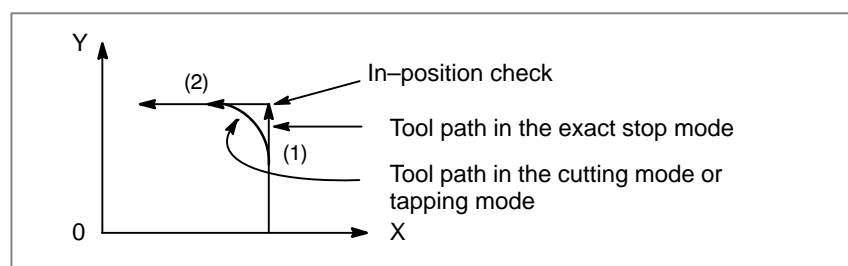 Y
(2)
In–position check
Tool path in the exact stop mode
(1)
Tool path in the cutting mode or
tapping mode
0
X